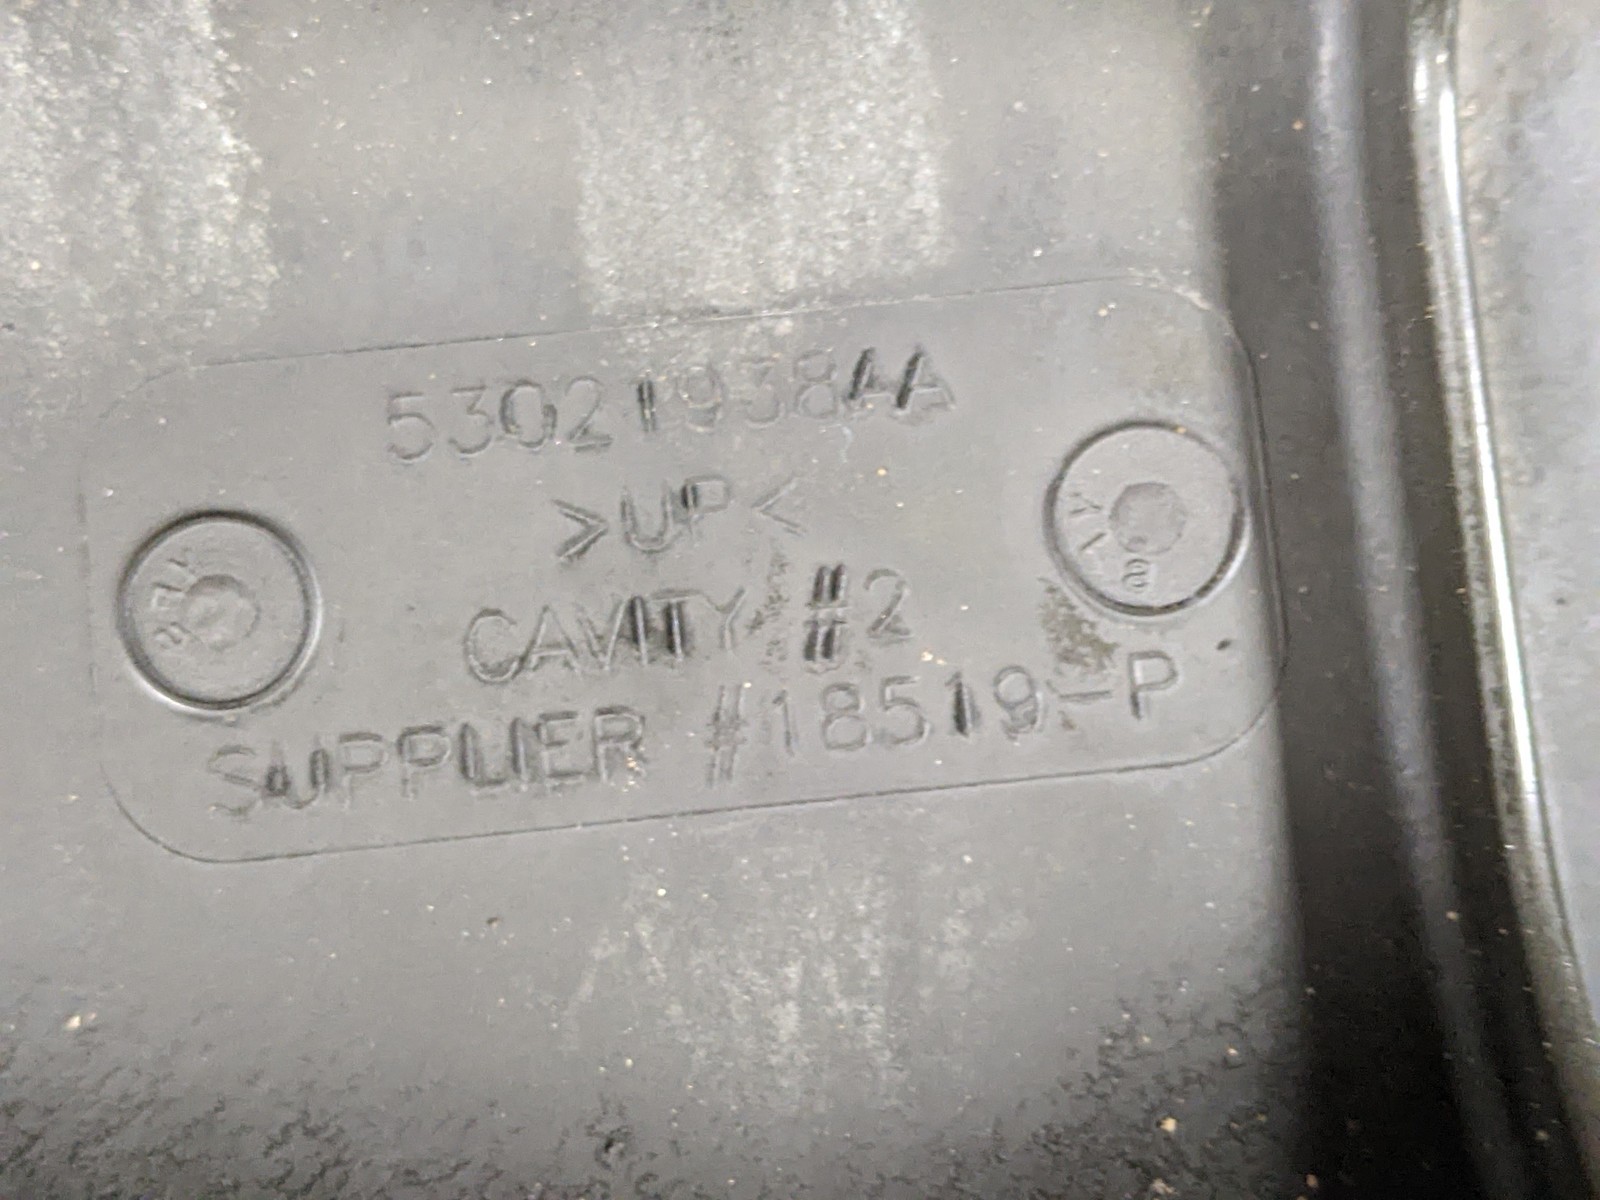 53021938AA
>UP<
CAVITY #2
SUPPLIER #18519-P